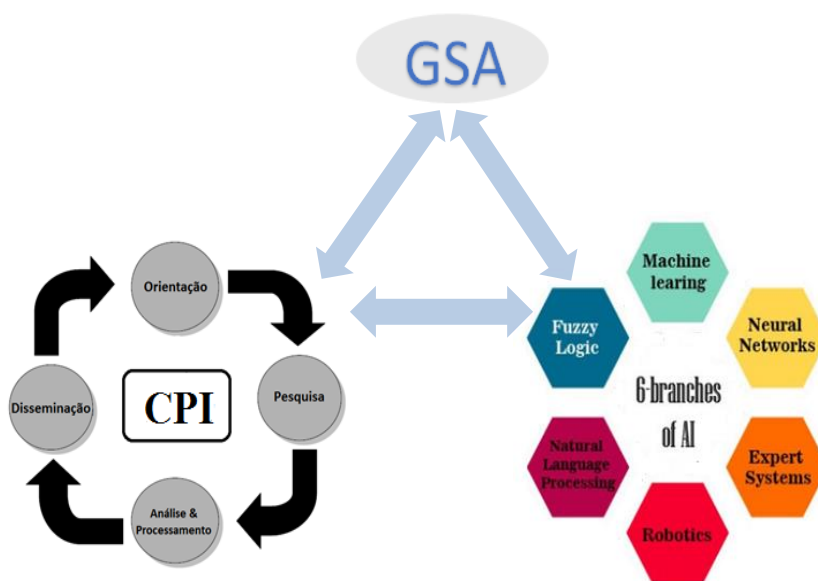 GSA
Orientação
Pesquisa
Análise &
Processamento
Disseminação
CPI
Machine
learing
Neural
Networks
Expert
Systems
Robotics
Natural
Language
Processing
Fuzzy
Logic
6-branches
of AI